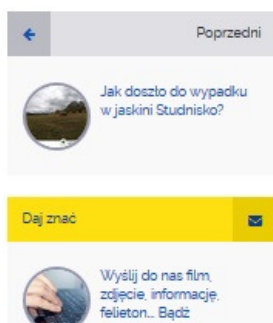 Poprzedni
Jak doszło do wypadku
w jaskini Studnisko?
Daj znać
Wyślij do nas film,
zdjęcie, informację,
felieton... Bądź